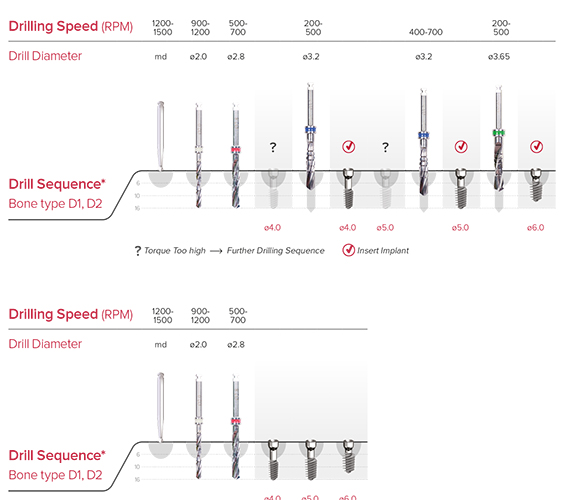 Drilling Speed (RPM) 1200-1500 900-1200 500-700 200-500 400-700 200-500
Drill Diameter md ø2.0 ø2.8 ø3.2 ø3.2 ø3.65
? ?
Drill Sequence*
Bone type D1, D2
6
10
16
ø4.0 ø4.0 ø5.0 ø5.0 ø6.0
? Torque Too high → Further Drilling Sequence Insert Implant
Drilling Speed (RPM) 1200-1500 900-1200 500-700
Drill Diameter md ø2.0 ø2.8
Drill Sequence*
Bone type D1, D2
6
10
16
ø4.0 ø5.0 ø6.0